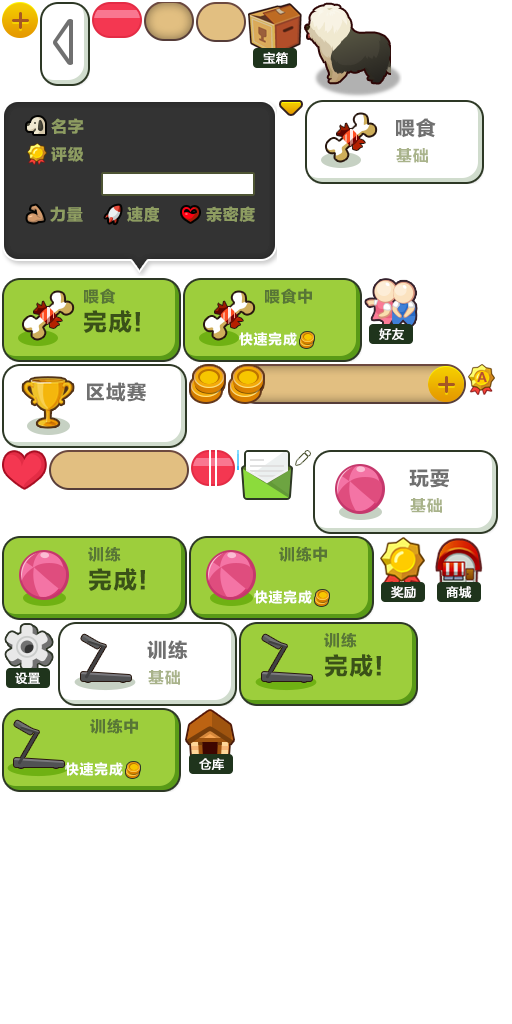 宝箱
名字
评级
力量 速度 亲密度
喂食
基础
喂食
完成!
喂食中
快速完成
好友
区域赛
A
玩耍
基础
训练
完成!
训练中
快速完成
奖励
商城
设置
训练
基础
训练
完成!
训练中
快速完成
仓库